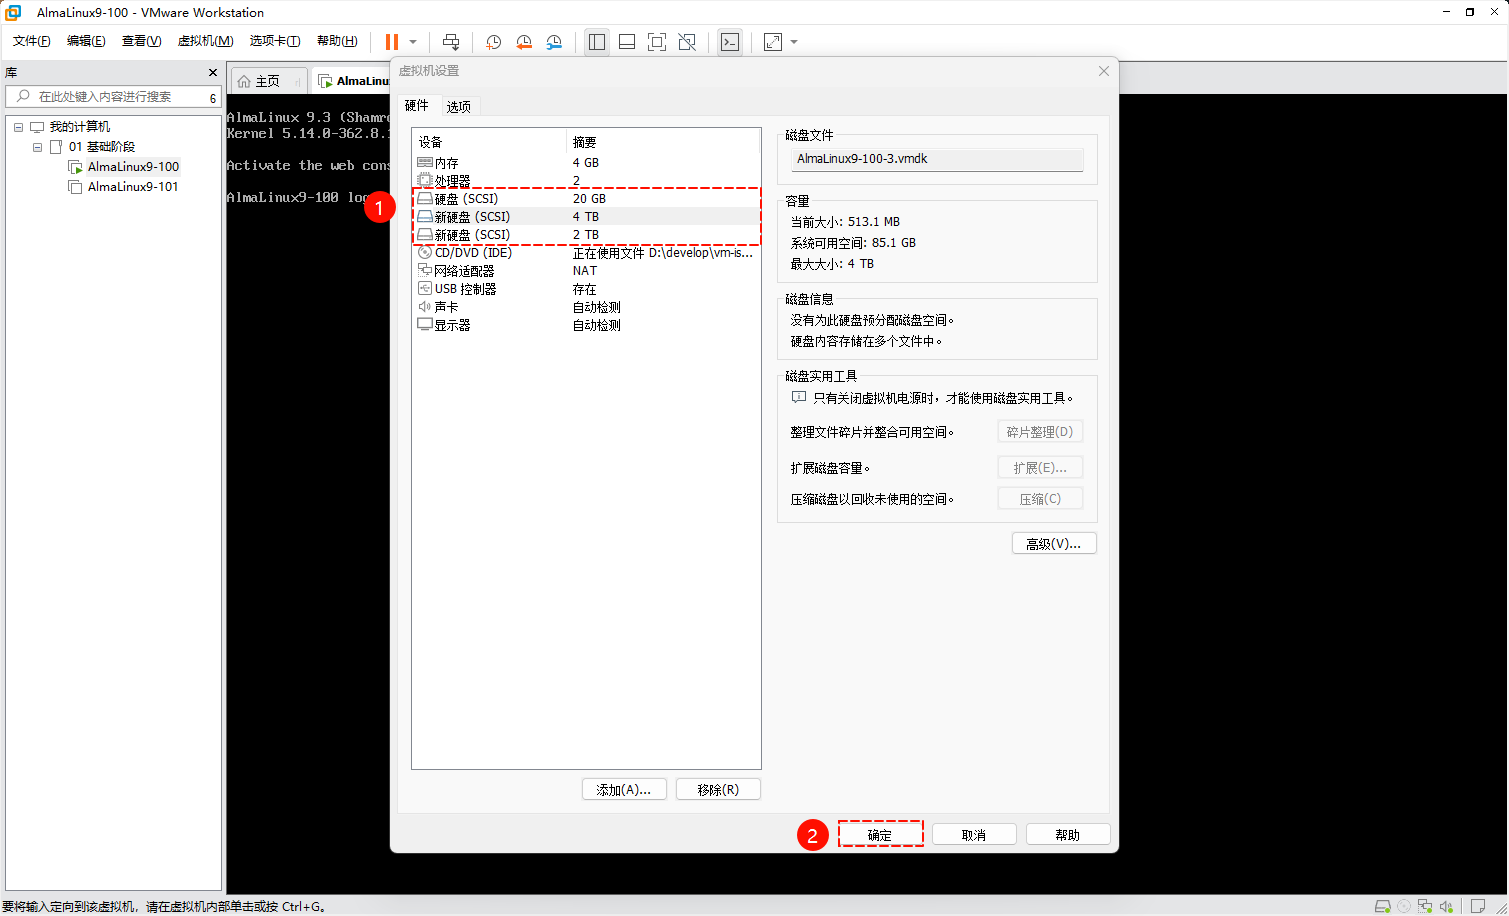 AlmaLinux9-100 - VMware Workstation
文件(F) 编辑(E) 查看(V) 虚拟机(M) 选项卡(T) 帮助(H)
库
在此处键入内容进行搜索
我的计算机
01 基础阶段
AlmaLinux9-100
AlmaLinux9-101
主页
AlmaLinu
AlmaLinux 9.3 (Shamr
Kernel 5.14.0-362.8.
Activate the web cons
AlmaLinux9-100 log
虚拟机设置
硬件 选项
设备 摘要
内存 4 GB
处理器 2
1
硬盘 (SCSI) 20 GB
新硬盘 (SCSI) 4 TB
新硬盘 (SCSI) 2 TB
CD/DVD (IDE) 正在使用文件 D:\develop\vm-is...
网络适配器 NAT
USB 控制器 存在
声卡 自动检测
显示器 自动检测
添加(A)... 移除(R)
磁盘文件
AlmaLinux9-100-3.vmdk
容量
当前大小: 513.1 MB
系统可用空间: 85.1 GB
最大大小: 4 TB
磁盘信息
没有为此硬盘预分配磁盘空间。
硬盘内容存储在多个文件中。
磁盘实用工具
只有关闭虚拟机电源时，才能使用磁盘实用工具。
整理文件碎片并整合可用空间。 碎片整理(D)
扩展磁盘容量。 扩展(E)...
压缩磁盘以回收未使用的空间。 压缩(C)
高级(V)...
2
确定 取消 帮助
要将输入定向到该虚拟机，请在虚拟机内部单击或按 Ctrl+G。